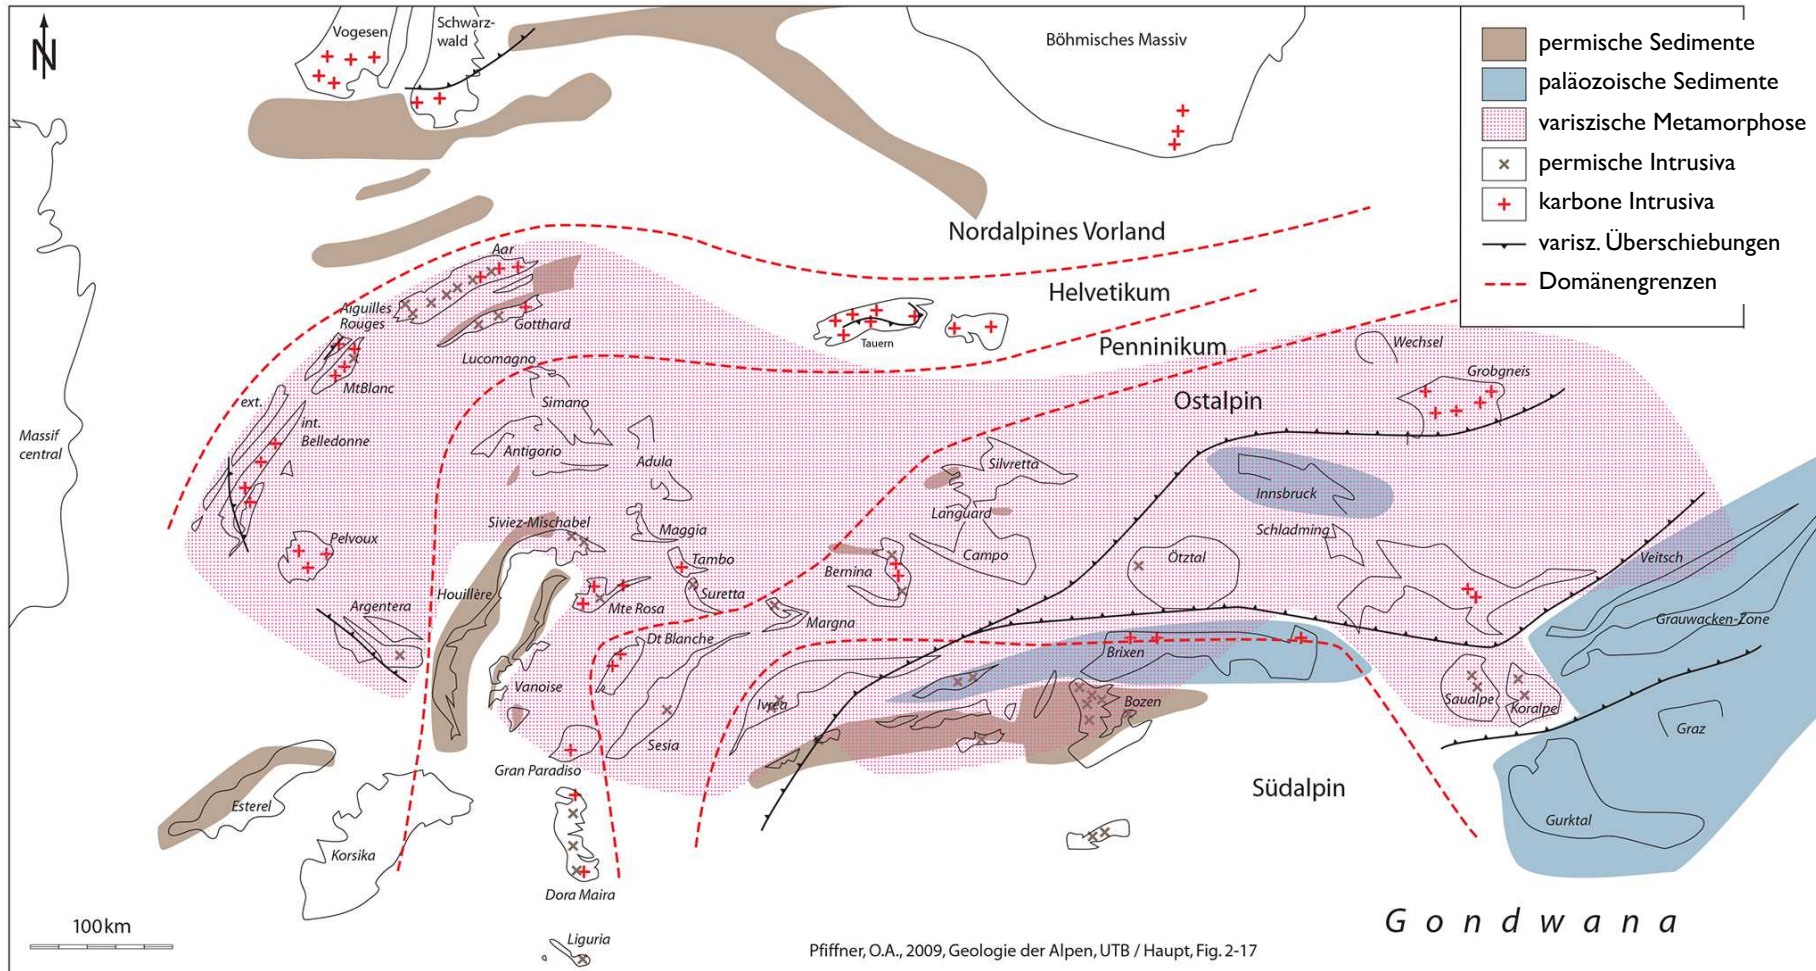 N
Vogesen
Schwarz-
wald
Böhmisches Massiv
permische Sedimente
paläozoische Sedimente
variszische Metamorphose
permische Intrusiva
karbone Intrusiva
varisz. Überschiebungen
Domänengrenzen
Nordalpines Vorland
Helvetikum
Penninikum
Ostalpin
Südalpin
Massif
central
Aar
Aiguilles
Rouges
Gotthard
Lucomagno
MtBlanc
Tauern
Wechsel
Grobgneis
ext.
int.
Belledonne
Simano
Antigorio
Adula
Silvretta
Innsbruck
Languard
Siviez-Mischabel
Maggia
Schladming
Pelvoux
Tambo
Bernina
Campo
Ötztal
Veitsch
Houillère
Suretta
Argentera
Mte Rosa
Margna
Grauwacken-Zone
Dt Blanche
Brixen
Vanoise
Ivrea
Bozen
Saualpe
Koralpe
Graz
Sesia
Gran Paradiso
Esterel
Gurktal
Korsika
Dora Maira
Gondwana
100 km
Liguria
Pfiffner, O.A., 2009, Geologie der Alpen, UTB / Haupt, Fig. 2-17